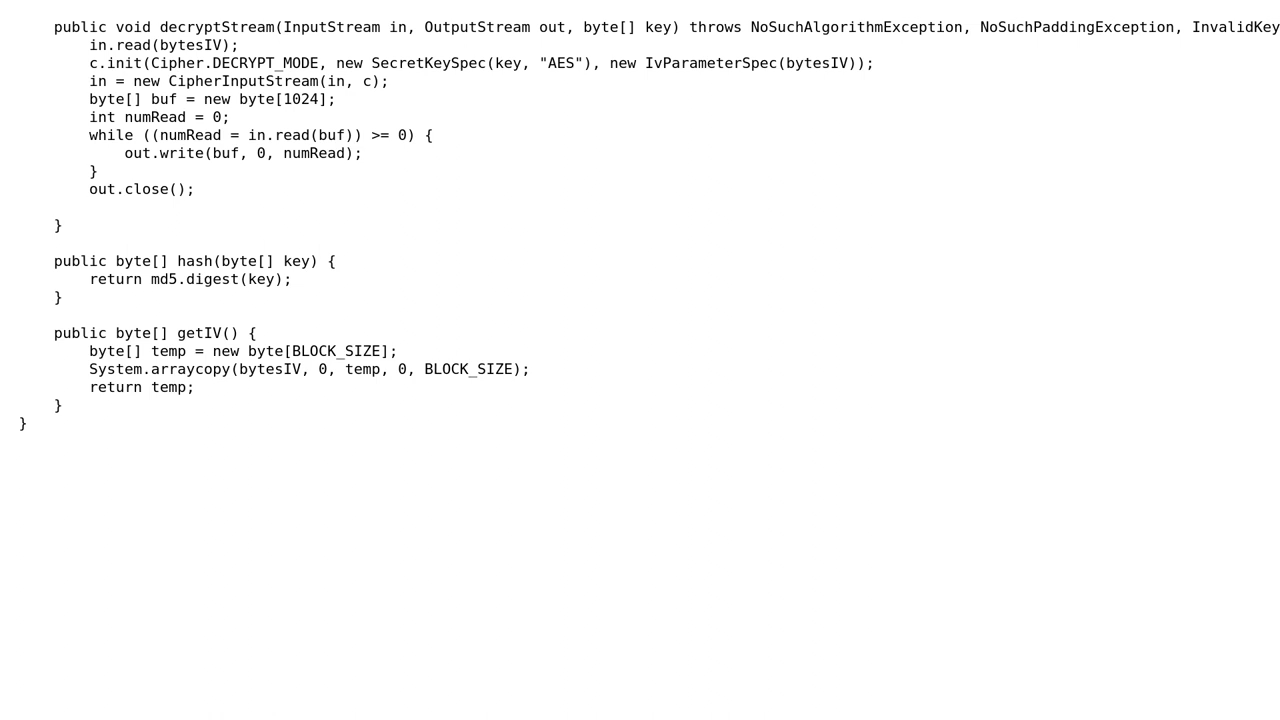 public void decryptStream(InputStream in, OutputStream out, byte[] key) throws NoSuchAlgorithmException, NoSuchPaddingException, InvalidKey
        in.read(bytesIV);
        c.init(Cipher.DECRYPT_MODE, new SecretKeySpec(key, "AES"), new IvParameterSpec(bytesIV));
        in = new CipherInputStream(in, c);
        byte[] buf = new byte[1024];
        int numRead = 0;
        while ((numRead = in.read(buf)) >= 0) {
            out.write(buf, 0, numRead);
        }
        out.close();

    }

    public byte[] hash(byte[] key) {
        return md5.digest(key);
    }

    public byte[] getIV() {
        byte[] temp = new byte[BLOCK_SIZE];
        System.arraycopy(bytesIV, 0, temp, 0, BLOCK_SIZE);
        return temp;
    }
}